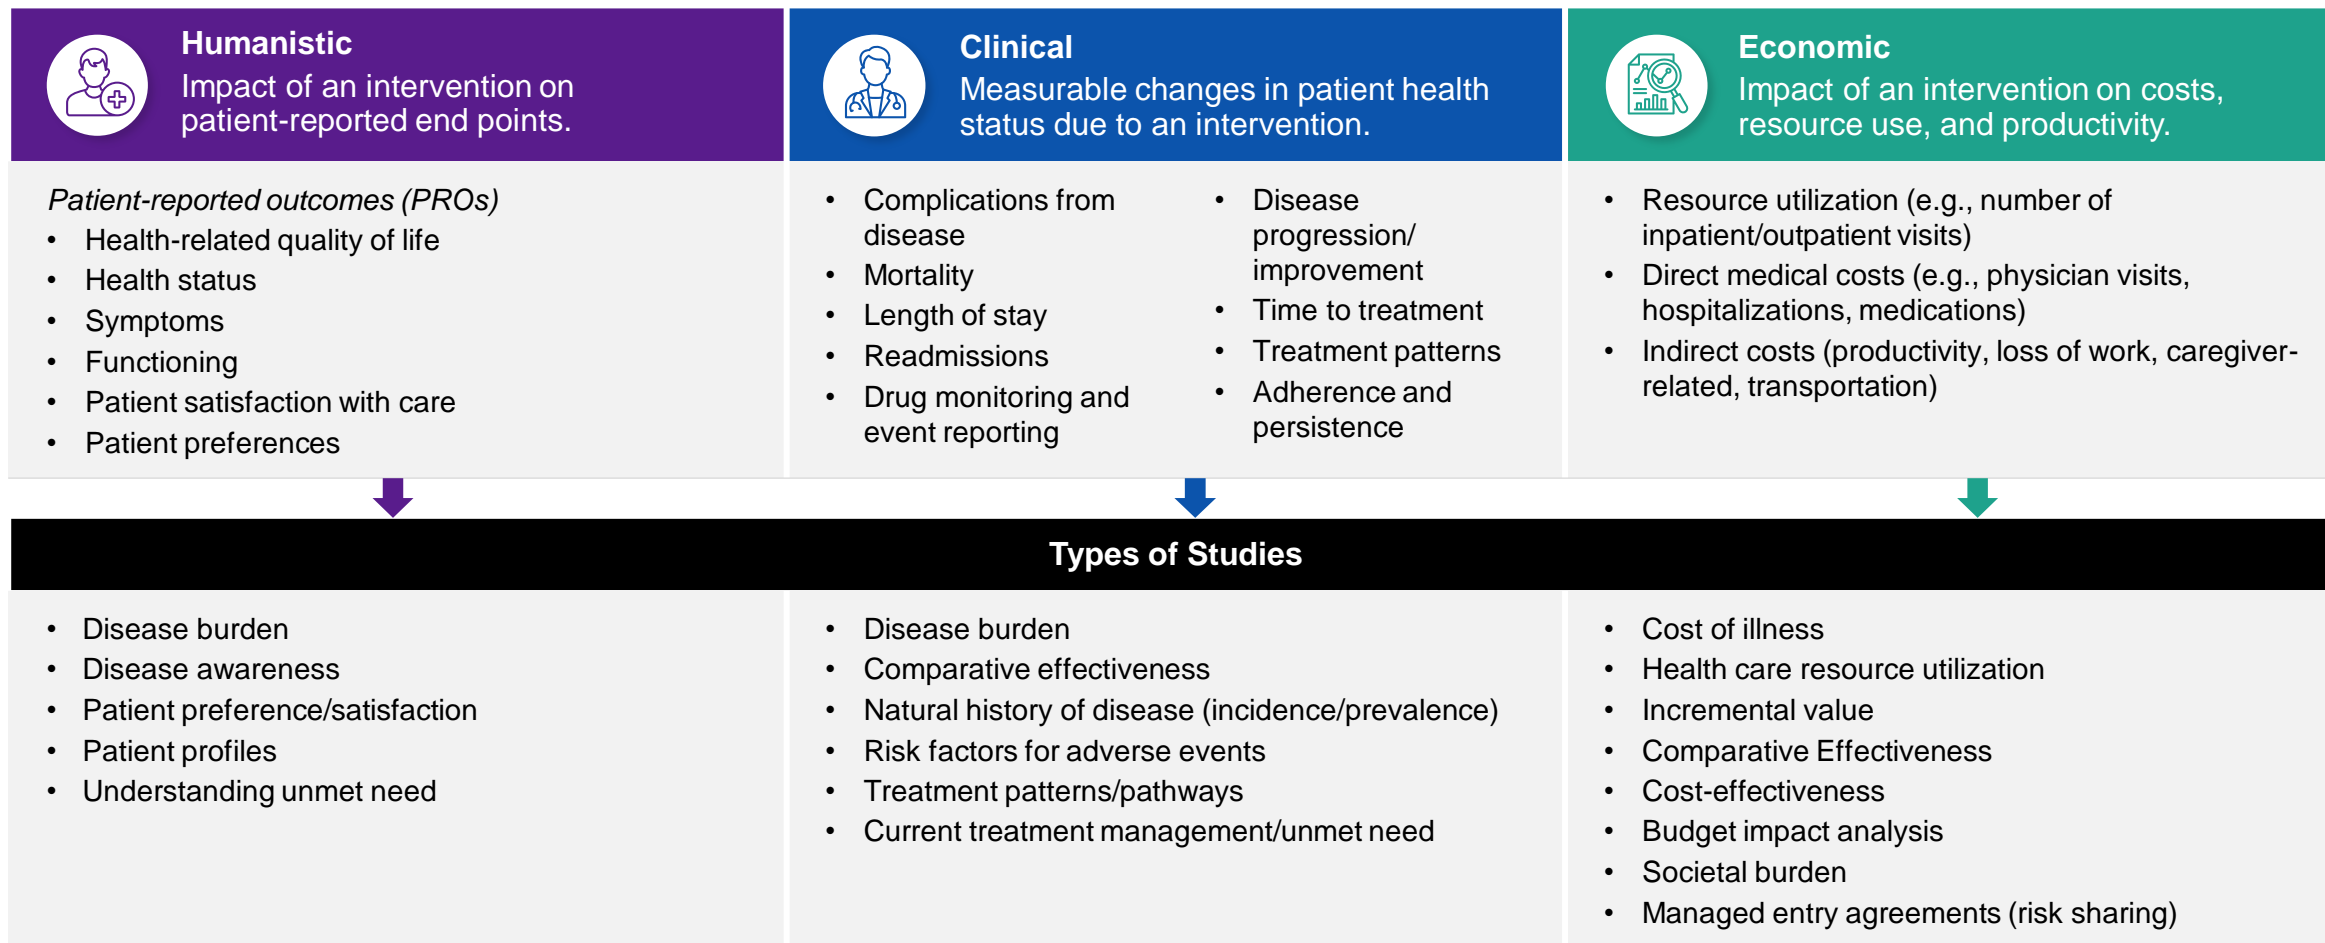 Humanistic
Impact of an intervention on
patient-reported end points.
Clinical
Measurable changes in patient health
status due to an intervention.
Economic
Impact of an intervention on costs,
resource use, and productivity.
Patient-reported outcomes (PROs)
• Health-related quality of life
• Health status
• Symptoms
• Functioning
• Patient satisfaction with care
• Patient preferences
• Complications from
disease
• Mortality
• Length of stay
• Readmissions
• Drug monitoring and
event reporting
• Disease
progression/
improvement
• Time to treatment
• Treatment patterns
• Adherence and
persistence
• Resource utilization (e.g., number of
inpatient/outpatient visits)
• Direct medical costs (e.g., physician visits,
hospitalizations, medications)
• Indirect costs (productivity, loss of work, caregiver-
related, transportation)
Types of Studies
• Disease burden
• Disease awareness
• Patient preference/satisfaction
• Patient profiles
• Understanding unmet need
• Disease burden
• Comparative effectiveness
• Natural history of disease (incidence/prevalence)
• Risk factors for adverse events
• Treatment patterns/pathways
• Current treatment management/unmet need
• Cost of illness
• Health care resource utilization
• Incremental value
• Comparative Effectiveness
• Cost-effectiveness
• Budget impact analysis
• Societal burden
• Managed entry agreements (risk sharing)